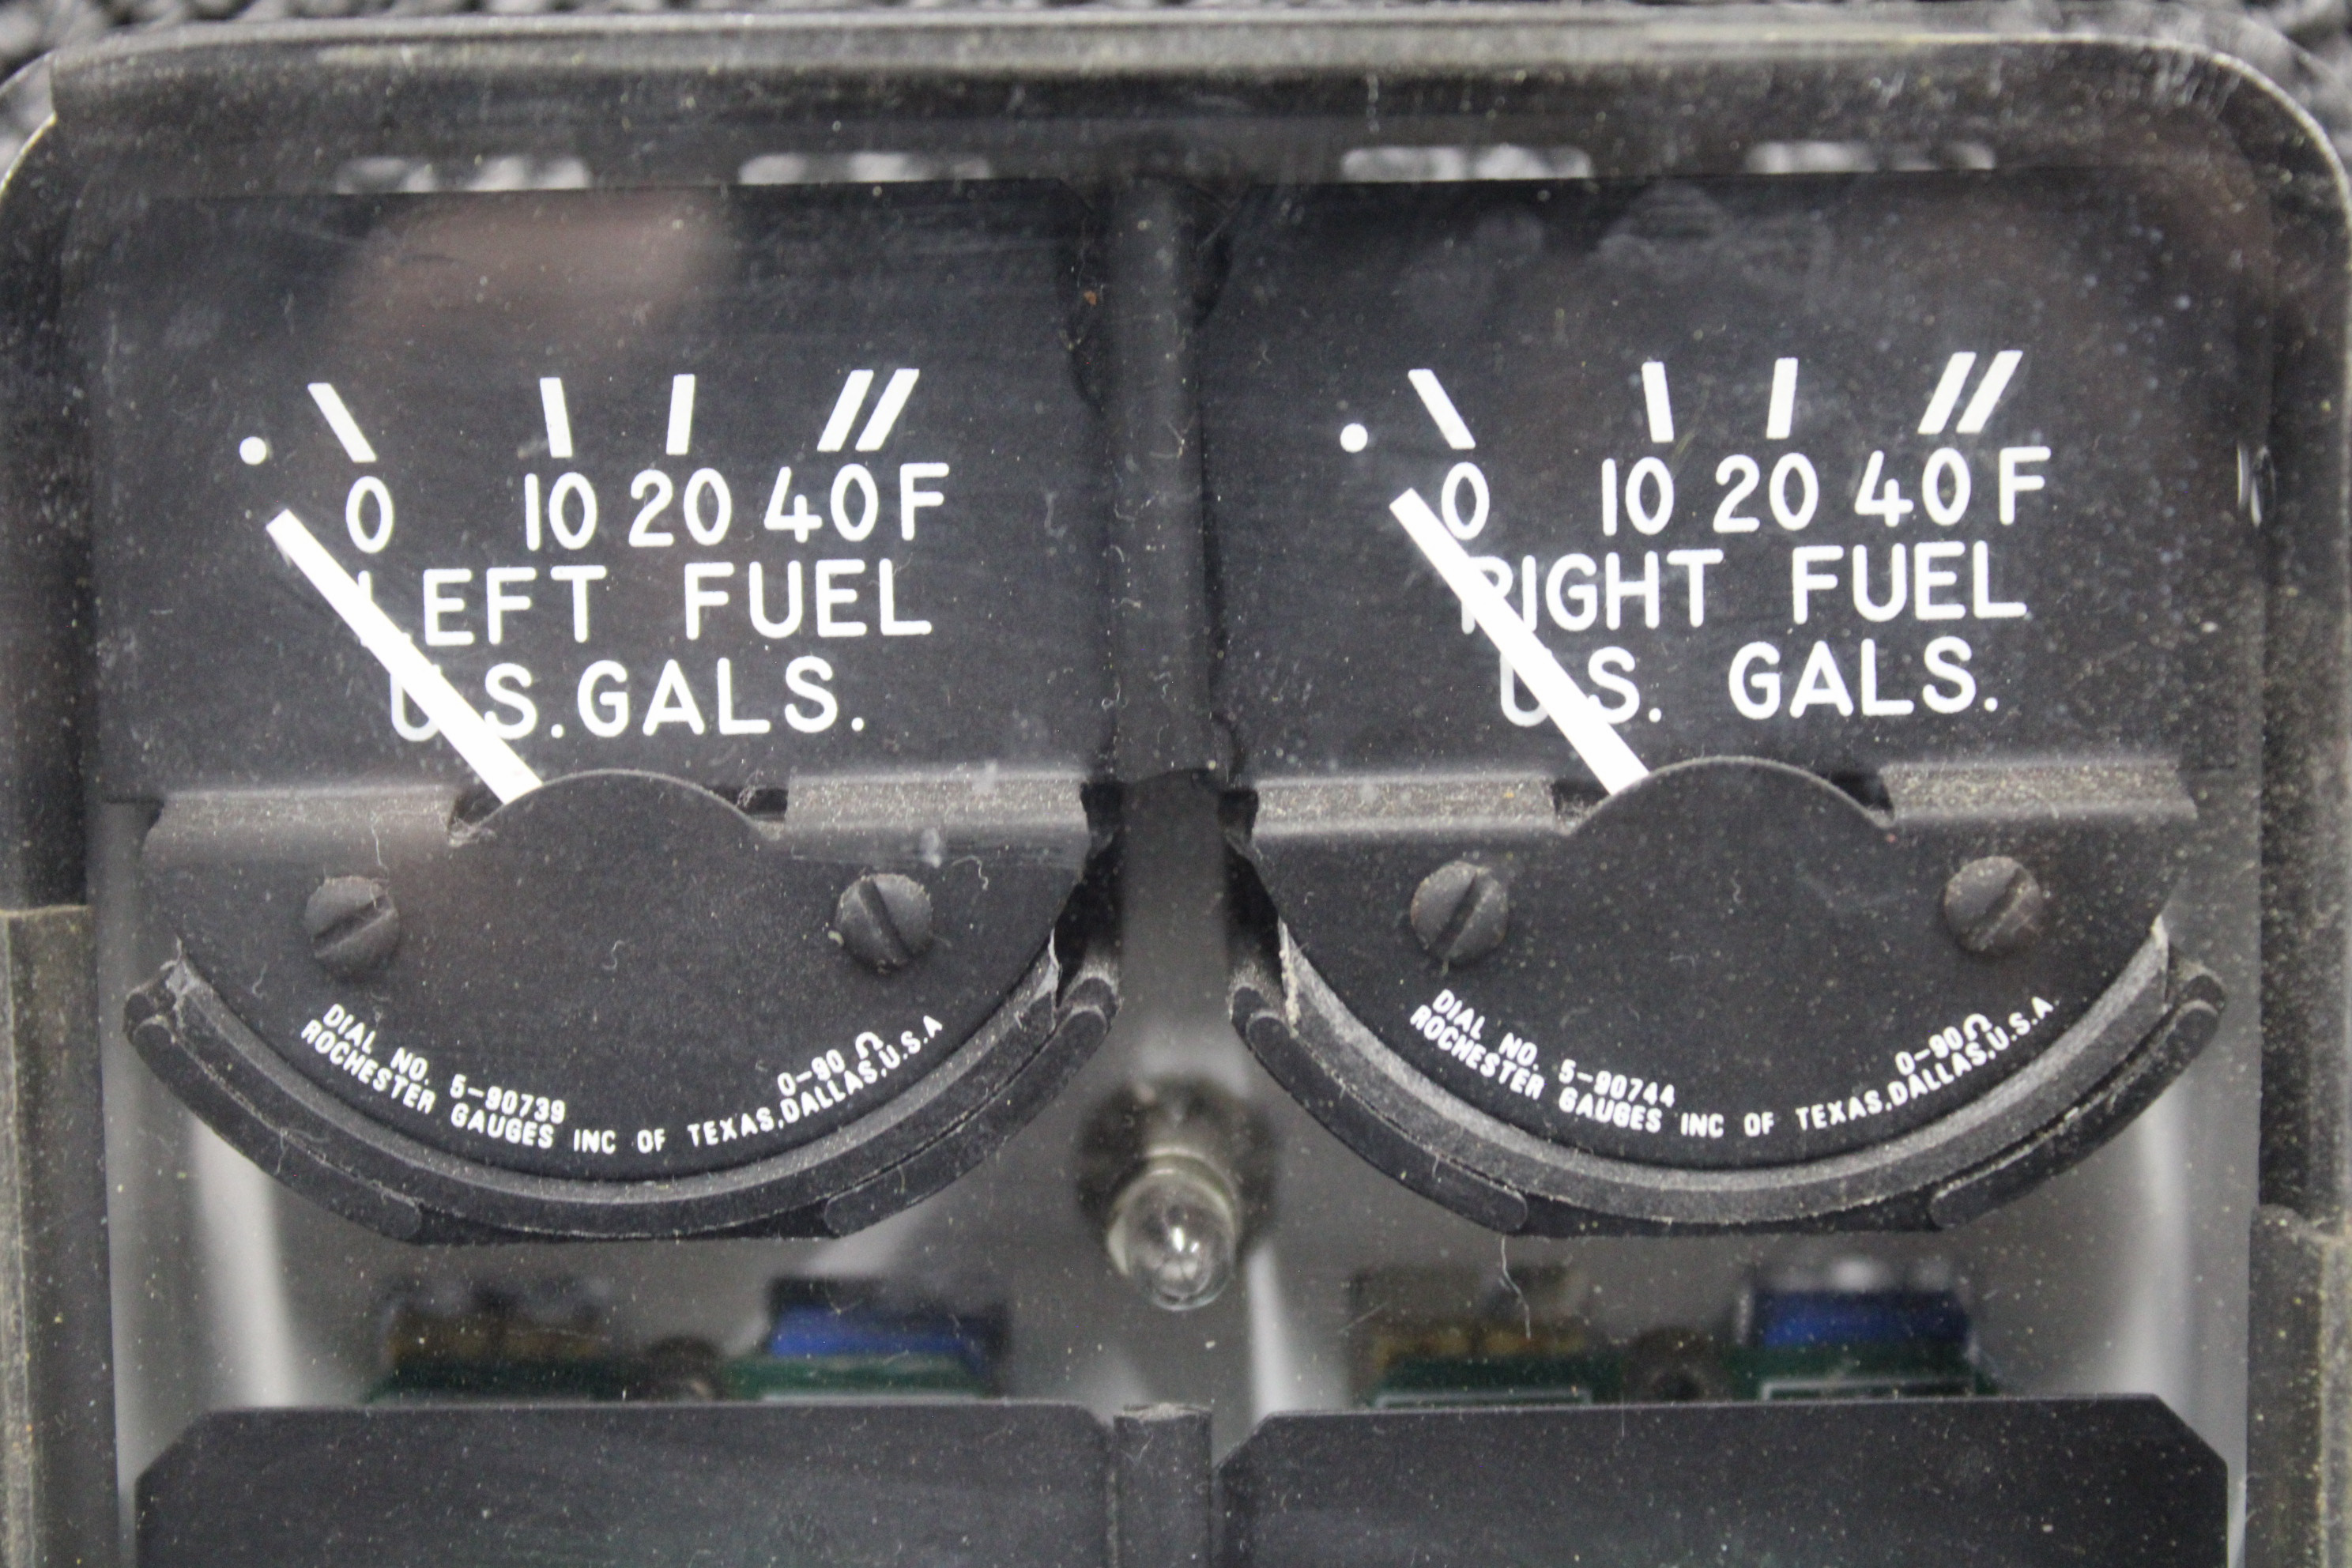 0 10 20 40 F
LEFT FUEL
U.S. GALS.
DIAL NO. 5-90739 0-90 Ω
ROCHESTER GAUGES INC OF TEXAS, DALLAS, U.S.A
0 10 20 40 F
RIGHT FUEL
U.S. GALS.
DIAL NO. 5-90744 0-90Ω
ROCHESTER GAUGES INC OF TEXAS, DALLAS, U.S.A.